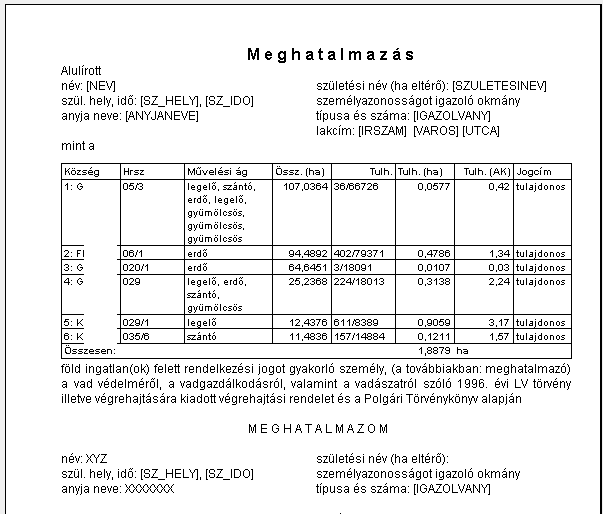 Meghatalmazás
Alulírott
név: [NEV] születési név (ha eltérő): [SZULETESINEV]
szül. hely, idő: [SZ_HELY], [SZ_IDO] személyazonosságot igazoló okmány
anyja neve: [ANYJANEVE] típusa és száma: [IGAZOLVANY]
lakcím: [IRSZAM] [VAROS] [UTCA]
mint a
Község Hrsz Művelési ág Össz. (ha) Tulh. Tulh. (ha) Tulh. (AK) Jogcím
1: G 05/3 legelő, szántó, 107,0364 36/66726 0,0577 0,42 tulajdonos
erdő, legelő,
gyümölcsös,
gyümölcsös,
gyümölcsös
2: Fl 06/1 erdő 94,4892 402/79371 0,4786 1,34 tulajdonos
3: G 020/1 erdő 64,6451 3/18091 0,0107 0,03 tulajdonos
4: G 029 legelő, erdő, 25,2368 224/18013 0,3138 2,24 tulajdonos
szántó,
gyümölcsös
5: K 029/1 legelő 12,4376 611/8389 0,9059 3,17 tulajdonos
6: K 035/6 szántó 11,4836 157/14884 0,1211 1,57 tulajdonos
Összesen: 1,8879 ha
föld ingatlan(ok) felett rendelkezési jogot gyakorló személy, (a továbbiakban: meghatalmazó)
a vad védelméről, a vadgazdálkodásról, valamint a vadászatról szóló 1996. évi LV törvény
illetve végrehajtására kiadott végrehajtási rendelet és a Polgári Törvénykönyv alapján
MEGHATALMAZOM
név: XYZ születési név (ha eltérő):
szül. hely, idő: [SZ_HELY], [SZ_IDO] személyazonosságot igazoló okmány
anyja neve: XXXXXXX típusa és száma: [IGAZOLVANY]